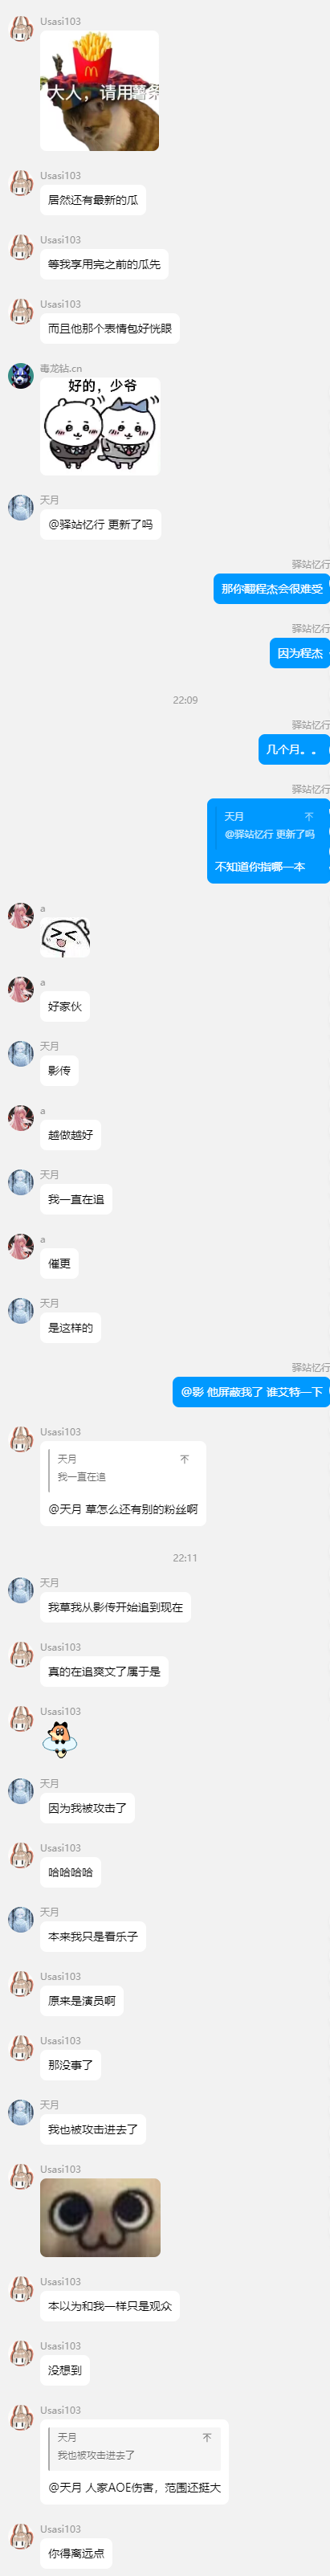 Usasi103
大人，请用薯条
Usasi103
居然还有最新的瓜
Usasi103
等我享用完之前的瓜先
Usasi103
而且他那个表情包好恍眼
毒龙钻.cn
好的，少爷
天月
@驿站忆行 更新了吗
驿站忆行
那你翻程杰会很难受
驿站忆行
因为程杰
22:09
驿站忆行
几个月。。
驿站忆行
天月
@驿站忆行 更新了吗
不知道你指哪一本
a
a
好家伙
天月
影传
a
越做越好
天月
我一直在追
a
催更
天月
是这样的
驿站忆行
@影 他屏蔽我了 谁艾特一下
Usasi103
天月
我一直在追
@天月 草怎么还有别的粉丝啊
22:11
天月
我草我从影传开始追到现在
Usasi103
真的在追爽文了属于是
Usasi103
天月
因为我被攻击了
Usasi103
哈哈哈哈
天月
本来我只是看乐子
Usasi103
原来是演员啊
Usasi103
那没事了
天月
我也被攻击进去了
Usasi103
Usasi103
本以为和我一样只是观众
Usasi103
没想到
Usasi103
天月
我也被攻击进去了
@天月 人家AOE伤害，范围还挺大
Usasi103
你得离远点